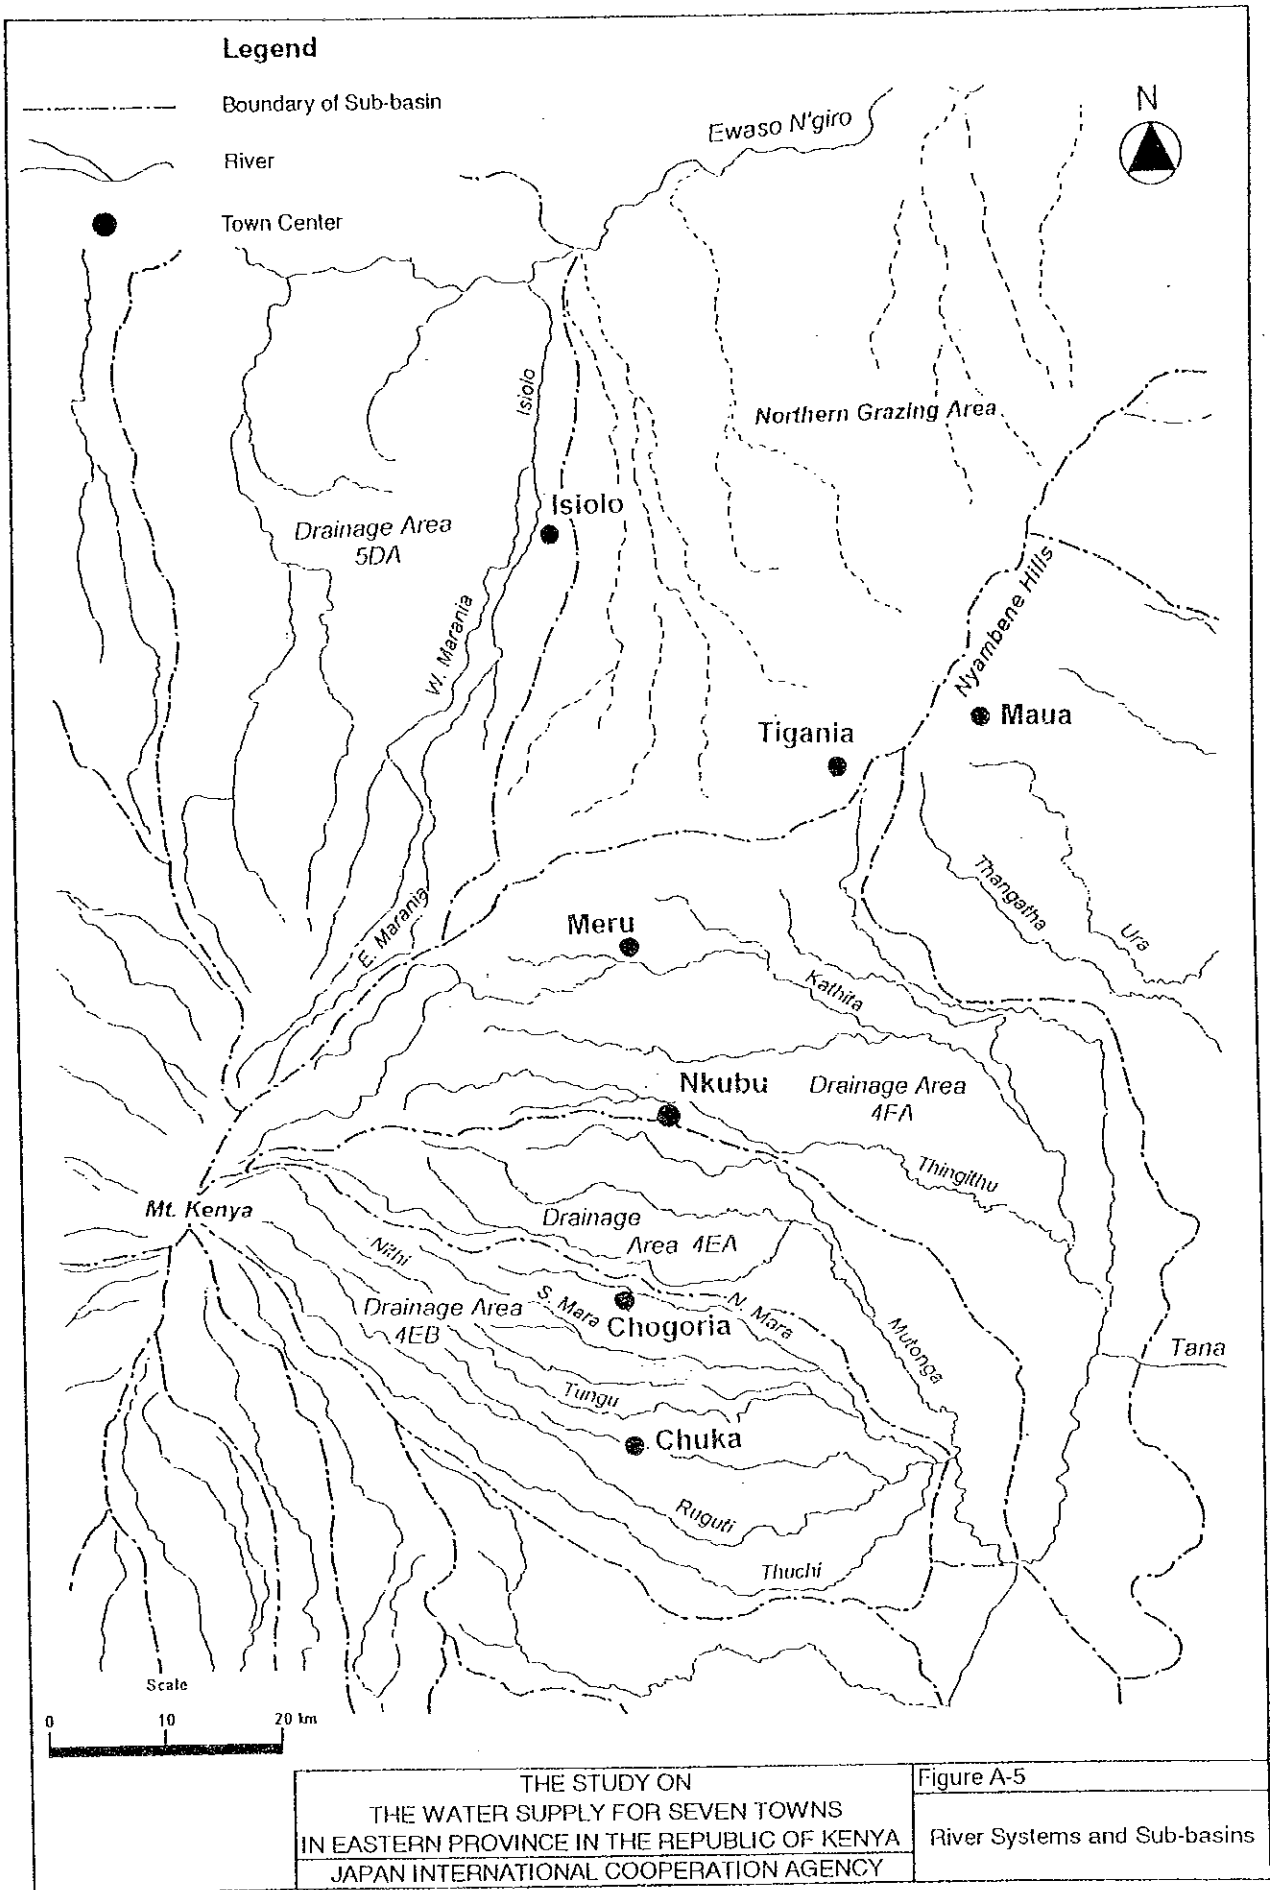 Legend
Boundary of Sub-basin
River
Town Center
Ewaso N'giro
N
Isiolo
Northern Grazing Area
Isiolo
Drainage Area
5DA
W. Marania
Nyambene Hills
Maua
Tigania
Thangatha
Ura
E. Marania
Meru
Kathita
Nkubu
Drainage Area
4FA
Thingithu
Mt. Kenya
Drainage
Area 4EA
Nithi
S. Mara
N. Mara
Drainage Area
4EB
Chogoria
Mutonga
Tana
Tungu
Chuka
Ruguti
Thuchi
Scale
0 10 20 km
THE STUDY ON
THE WATER SUPPLY FOR SEVEN TOWNS
IN EASTERN PROVINCE IN THE REPUBLIC OF KENYA
JAPAN INTERNATIONAL COOPERATION AGENCY
Figure A-5
River Systems and Sub-basins